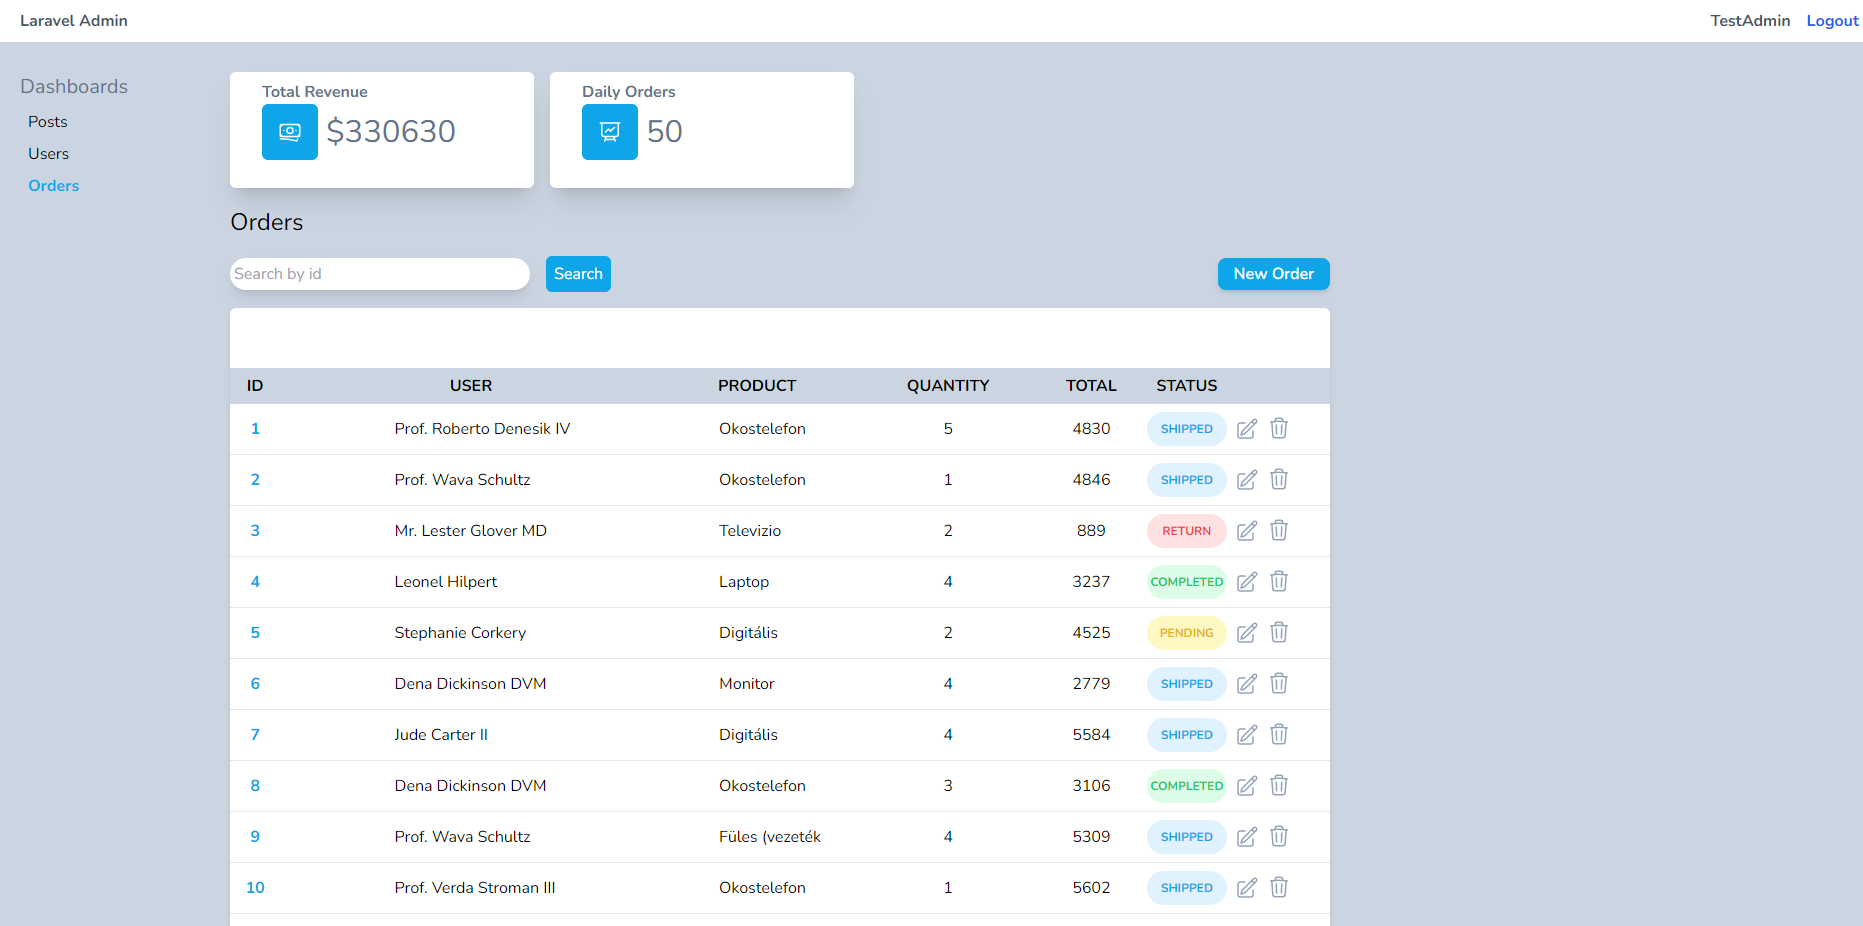 Laravel Admin TestAdmin Logout
Dashboards
Posts
Users
Orders
Total Revenue
$330630
Daily Orders
50
Orders
Search by id Search New Order
ID USER PRODUCT QUANTITY TOTAL STATUS
1 Prof. Roberto Denesik IV Okostelefon 5 4830 SHIPPED
2 Prof. Wava Schultz Okostelefon 1 4846 SHIPPED
3 Mr. Lester Glover MD Televizio 2 889 RETURN
4 Leonel Hilpert Laptop 4 3237 COMPLETED
5 Stephanie Corkery Digitális 2 4525 PENDING
6 Dena Dickinson DVM Monitor 4 2779 SHIPPED
7 Jude Carter II Digitális 4 5584 SHIPPED
8 Dena Dickinson DVM Okostelefon 3 3106 COMPLETED
9 Prof. Wava Schultz Füles (vezeték 4 5309 SHIPPED
10 Prof. Verda Stroman III Okostelefon 1 5602 SHIPPED